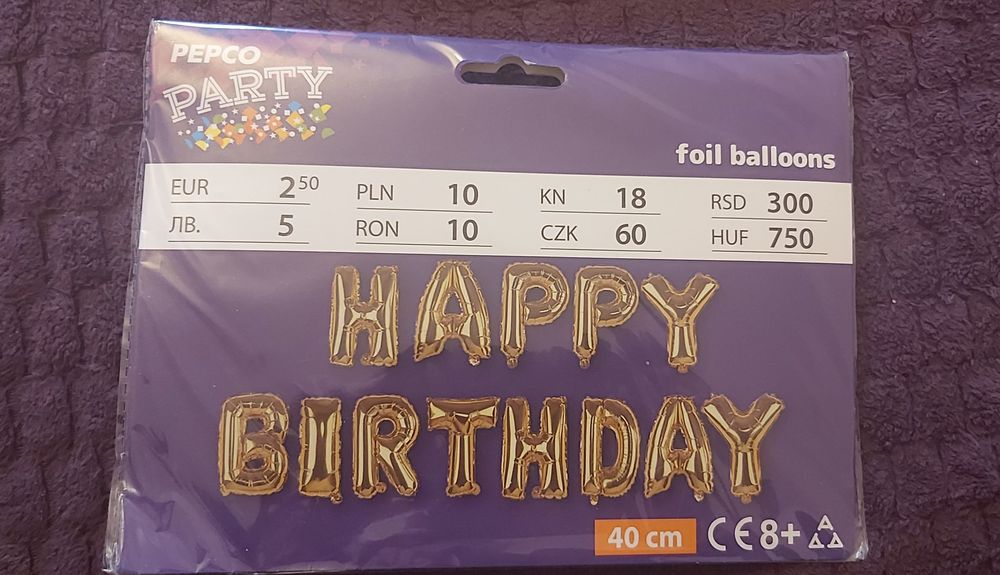 PEPCO
PARTY
foil balloons
EUR 2 50 PLN 10 KN 18 RSD 300
ЛВ. 5 RON 10 CZK 60 HUF 750
HAPPY
BIRTHDAY
40 cm CE 8+